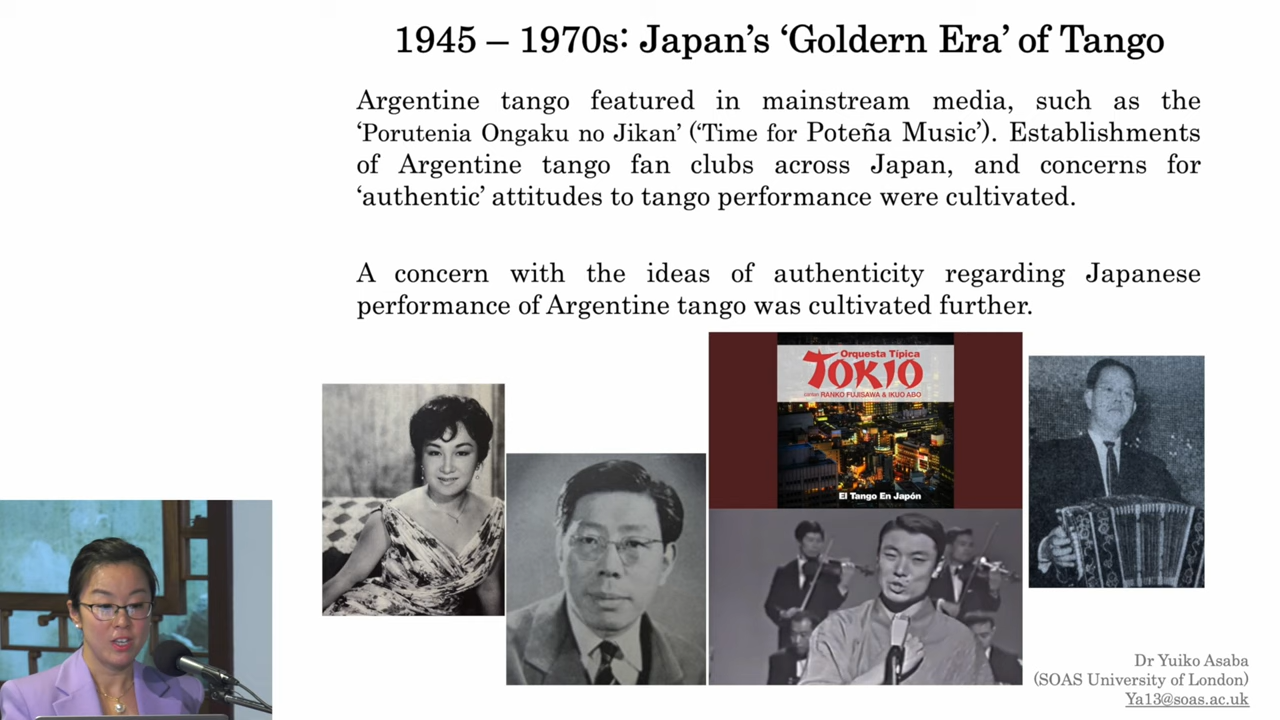 1945 – 1970s: Japan's 'Goldern Era' of Tango
Argentine tango featured in mainstream media, such as the
'Porutenia Ongaku no Jikan' ('Time for Poteña Music'). Establishments
of Argentine tango fan clubs across Japan, and concerns for
'authentic' attitudes to tango performance were cultivated.
A concern with the ideas of authenticity regarding Japanese
performance of Argentine tango was cultivated further.
Orquesta Típica
TOKIO
cantan RANKO FUJISAWA & IKUO ABO
El Tango En Japón
Dr Yuiko Asaba
(SOAS University of London)
Ya13@soas.ac.uk